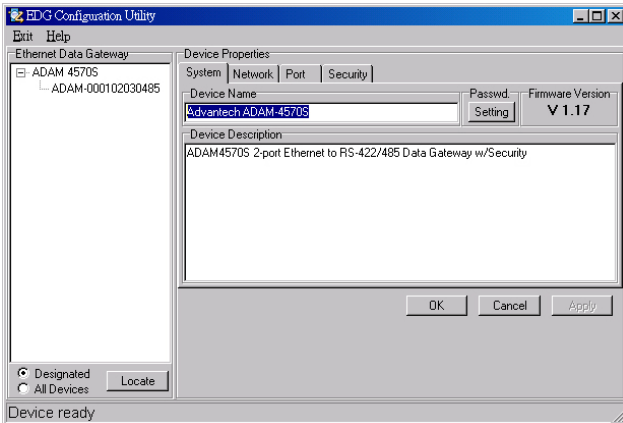 EDG Configuration Utility
Exit Help
Ethernet Data Gateway
ADAM 4570S
ADAM-000102030485
Designated
All Devices
Locate
Device Properties
System Network Port Security
Device Name
Advantech ADAM-4570S
Passwd.
Setting
Firmware Version
V 1.17
Device Description
ADAM4570S 2-port Ethernet to RS-422/485 Data Gateway w/Security
OK Cancel Apply
Device ready